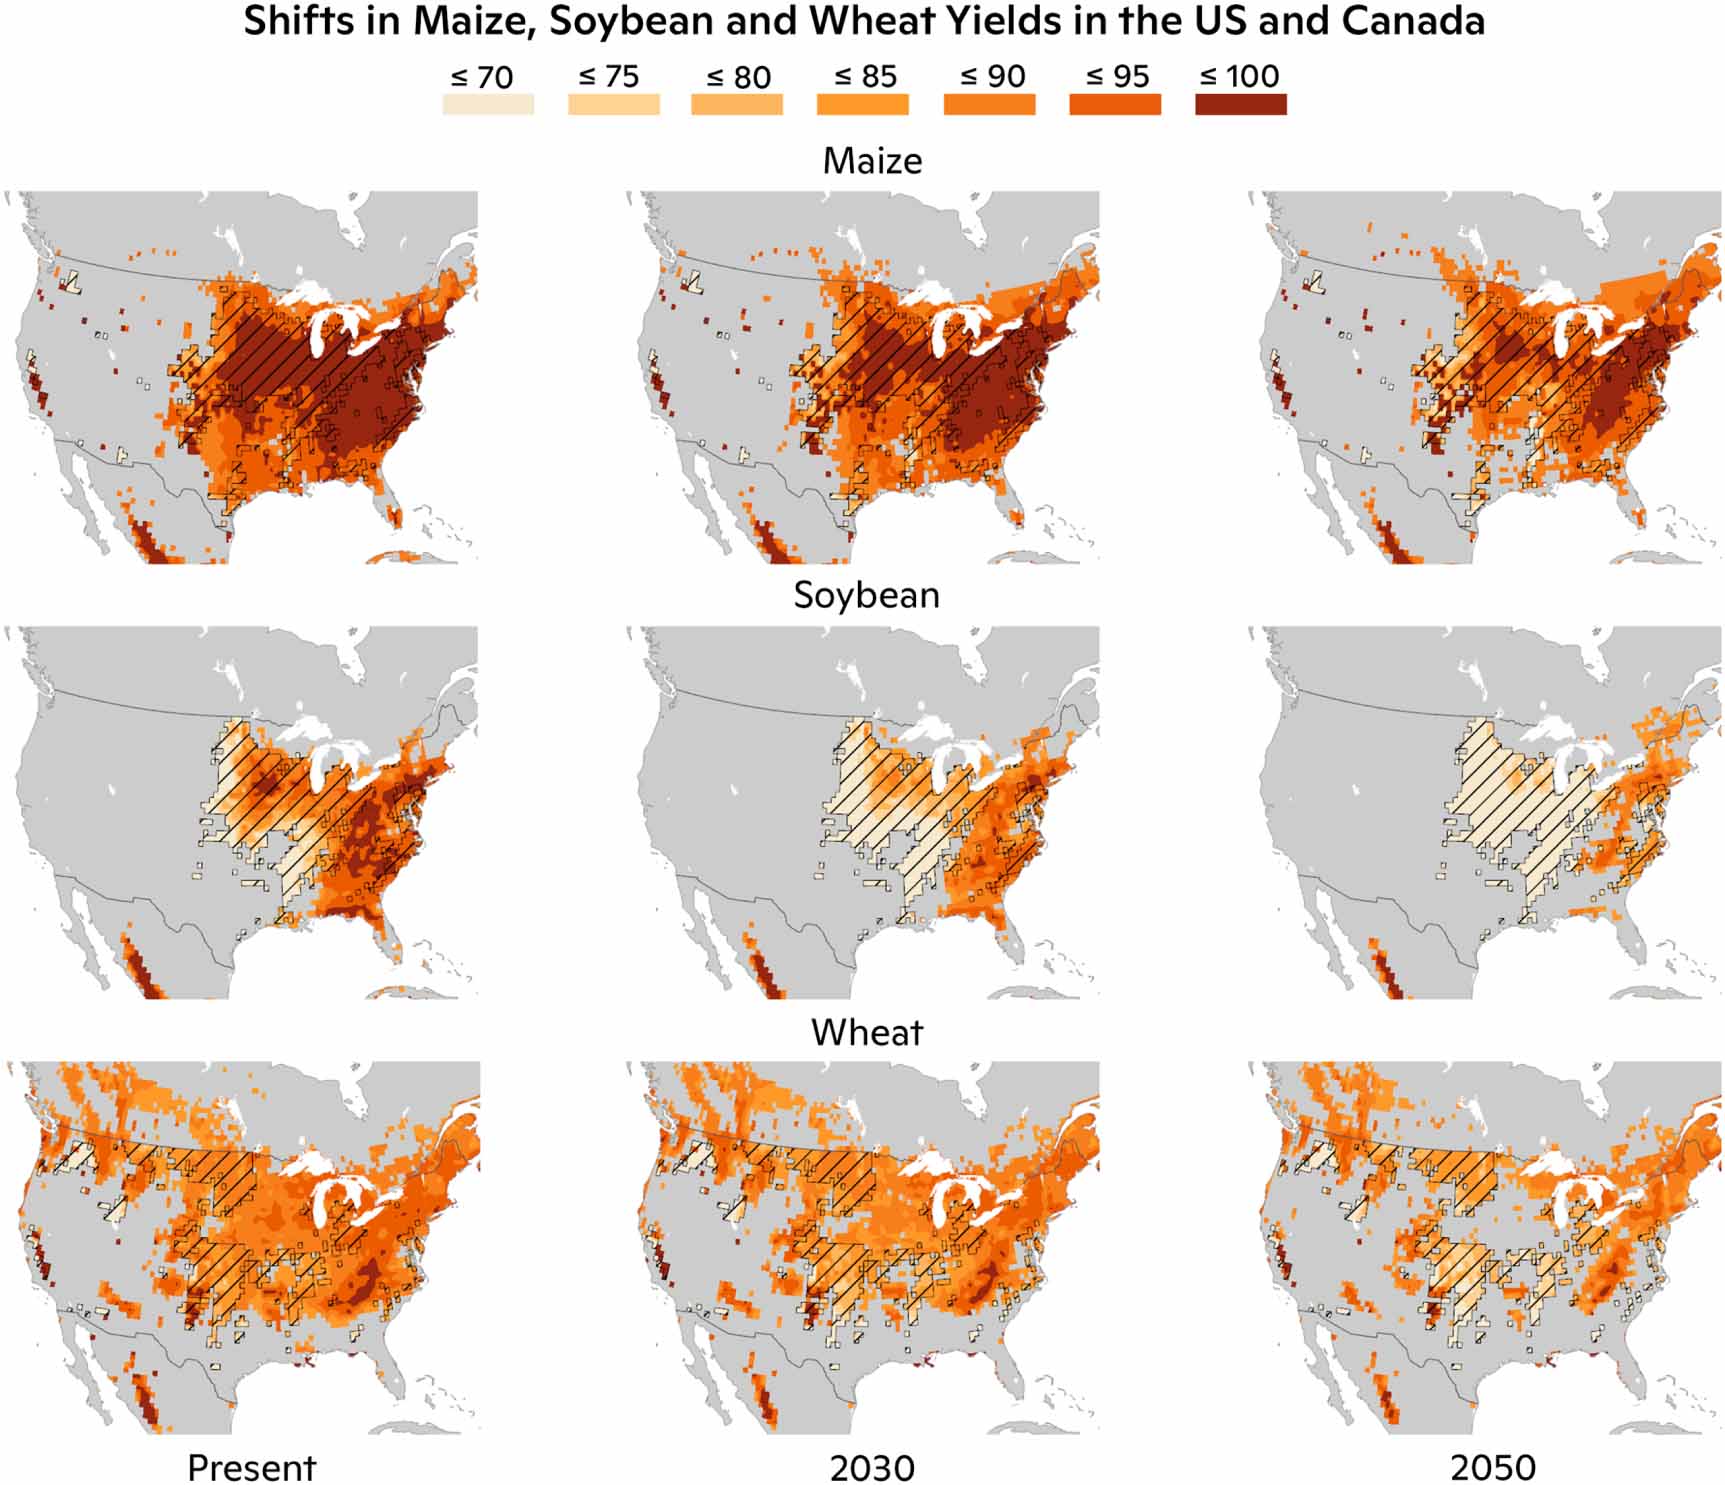 Shifts in Maize, Soybean and Wheat Yields in the US and Canada
≤ 70 ≤ 75 ≤ 80 ≤ 85 ≤ 90 ≤ 95 ≤ 100
Maize
Soybean
Wheat
Present 2030 2050